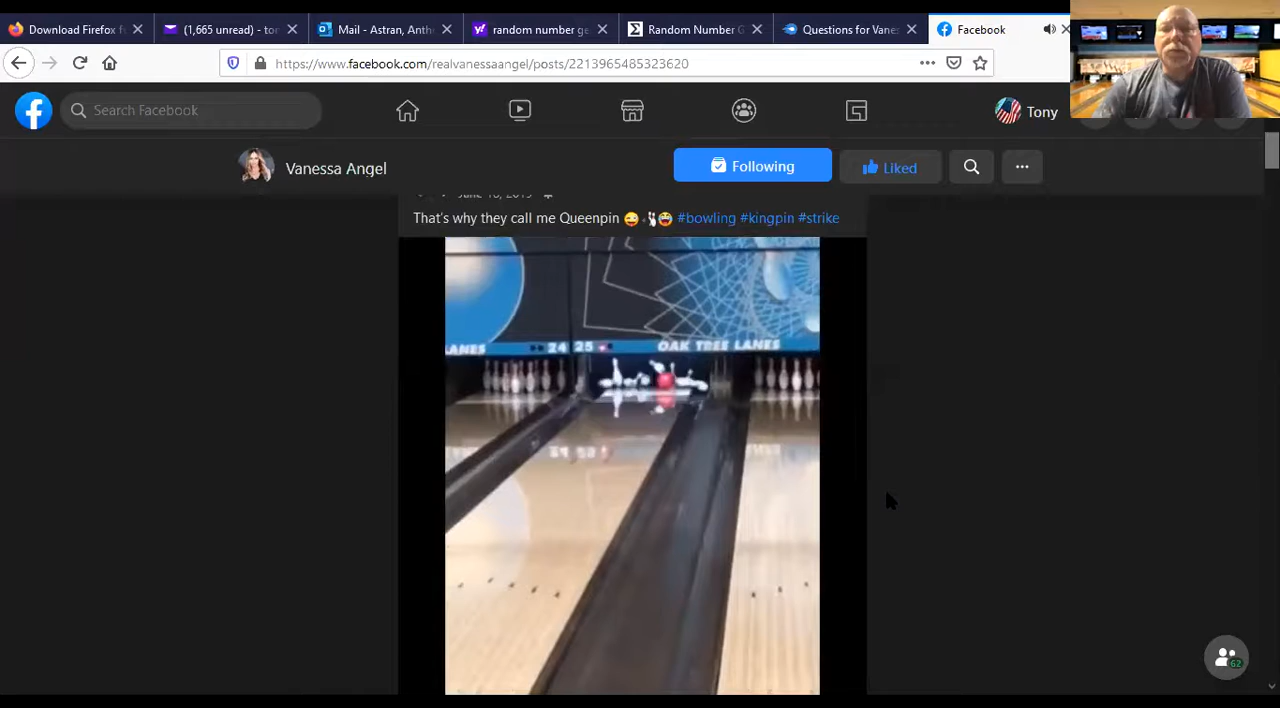 Download Firefox f
(1,665 unread) - tor
Mail - Astran, Anth
random number ge
Random Number G
Questions for Vane
Facebook
https://www.facebook.com/realvanessaangel/posts/2213965485323620
Search Facebook
Tony
Vanessa Angel
Following
Liked
That's why they call me Queenpin 😜🎳😂 #bowling #kingpin #strike
LANES 24 25 OAK TREE LANES
62